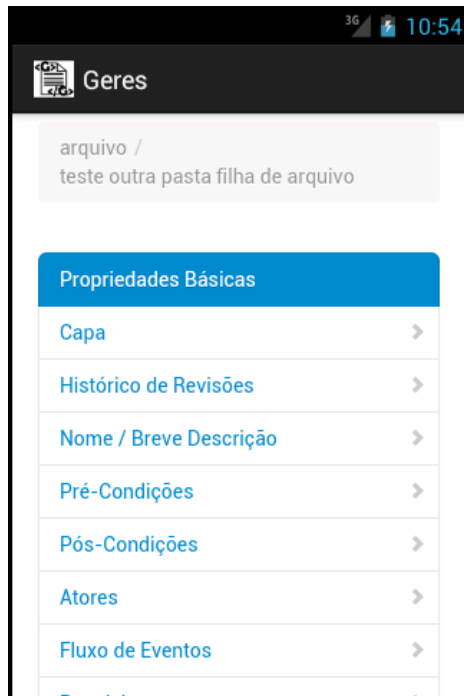 3G 10:54
<G> </G> Geres
arquivo /
teste outra pasta filha de arquivo
Propriedades Básicas
Capa
Histórico de Revisões
Nome / Breve Descrição
Pré-Condições
Pós-Condições
Atores
Fluxo de Eventos